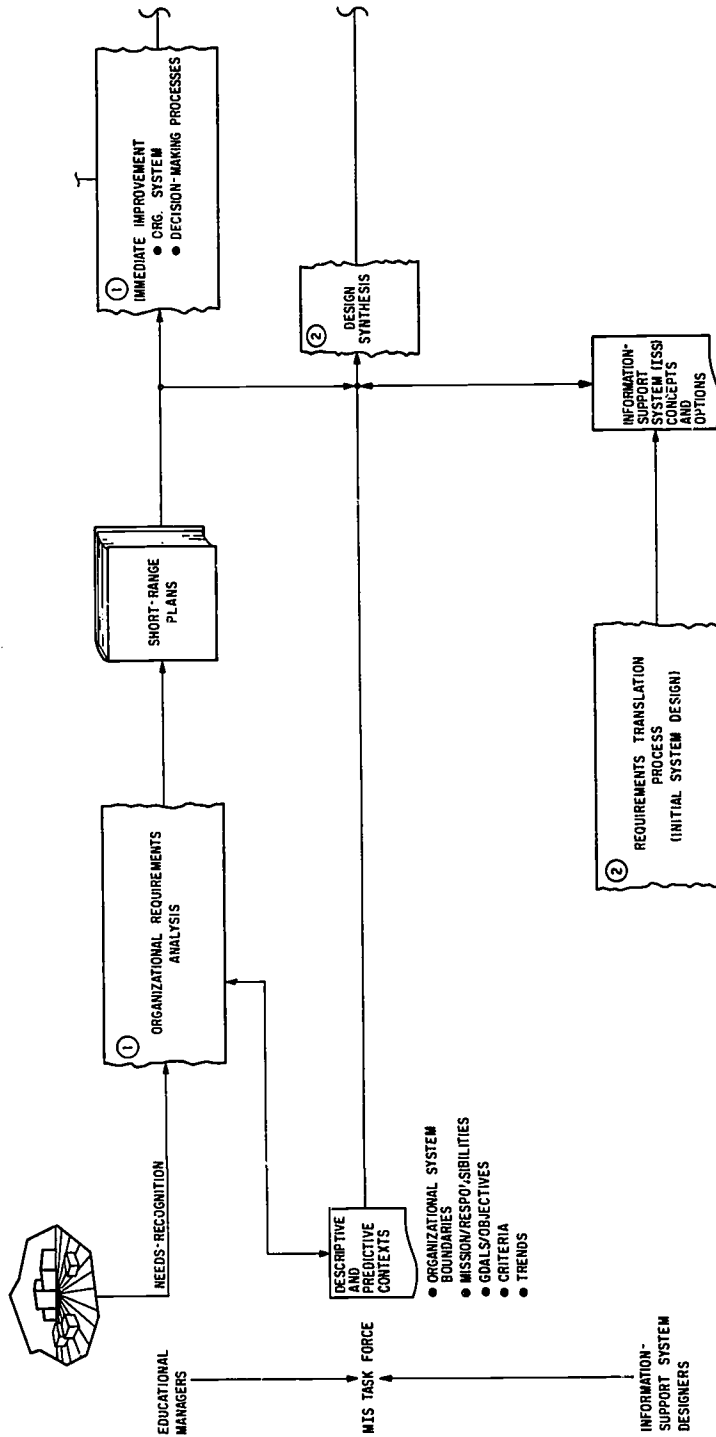 EDUCATIONAL
MANAGERS
NEEDS-RECOGNITION
①
ORGANIZATIONAL REQUIREMENTS
ANALYSIS
SHORT-RANGE
PLANS
①
IMMEDIATE IMPROVEMENT
● ORG. SYSTEM
● DECISION-MAKING PROCESSES
MIS TASK FORCE
DESCRIPTIVE
AND
PREDICTIVE
CONTEXTS
● ORGANIZATIONAL SYSTEM
BOUNDARIES
● MISSION/RESPONSIBILITIES
● GOALS/OBJECTIVES
● CRITERIA
● TRENDS
②
DESIGN
SYNTHESIS
INFORMATION-
SUPPORT SYSTEM
DESIGNERS
②
REQUIREMENTS TRANSLATION
PROCESS
(INITIAL SYSTEM DESIGN)
INFORMATION-
SUPPORT
SYSTEM (ISS)
CONCEPTS
AND
OPTIONS